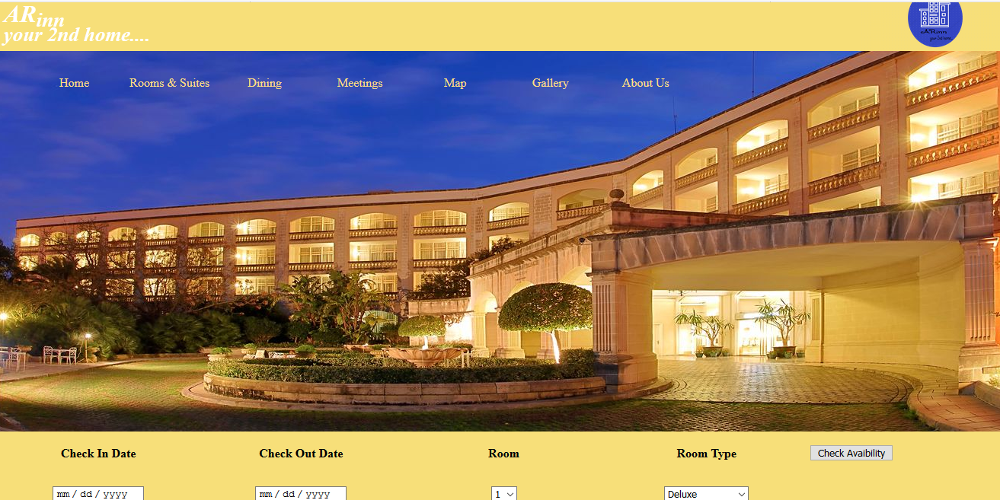 ARinn
your 2nd home....
ARinn
Home Rooms & Suites Dining Meetings Map Gallery About Us
Check In Date Check Out Date Room Room Type Check Avaibility
mm / dd / yyyy mm / dd / yyyy 1 Deluxe